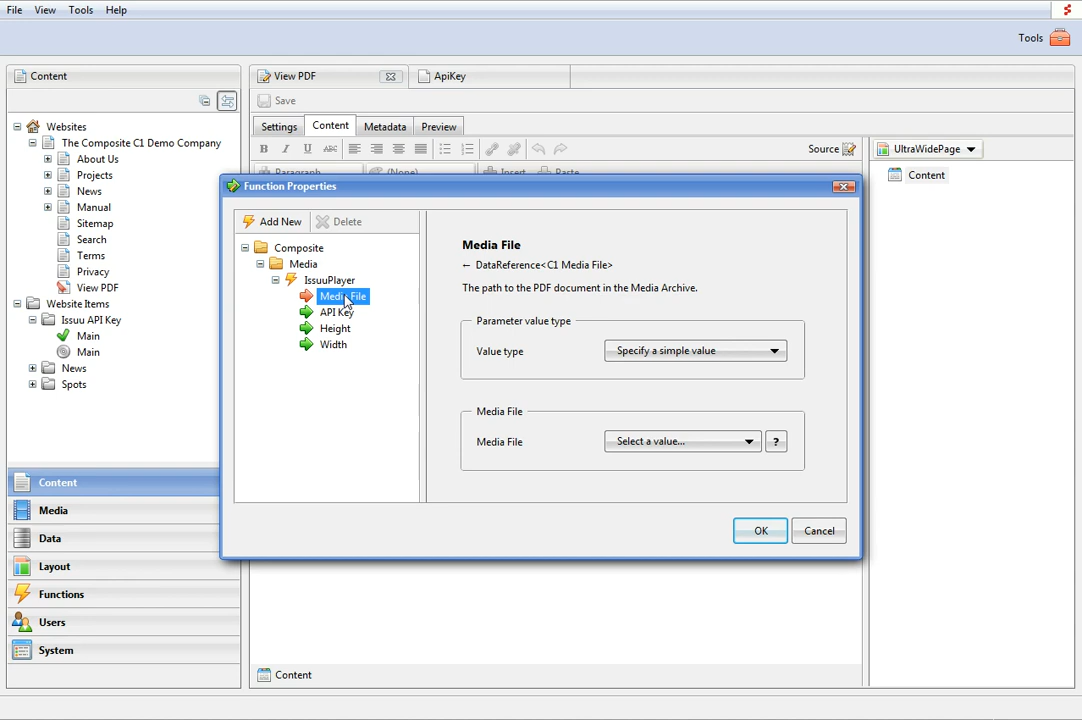 File View Tools Help
Tools
Content
View PDF
ApiKey
Save
Settings Content Metadata Preview
B I U ABC
Source
UltraWidePage
Paragraph (None) Insert Paste
Content
Websites
The Composite C1 Demo Company
About Us
Projects
News
Manual
Sitemap
Search
Terms
Privacy
View PDF
Website Items
Issuu API Key
Main
Main
News
Spots
Content
Media
Data
Layout
Functions
Users
System
Function Properties
Add New Delete
Composite
Media
IssuuPlayer
Media File
API Key
Height
Width
Media File
← DataReference<C1 Media File>
The path to the PDF document in the Media Archive.
Parameter value type
Value type Specify a simple value
Media File
Media File Select a value... ?
OK Cancel
Content